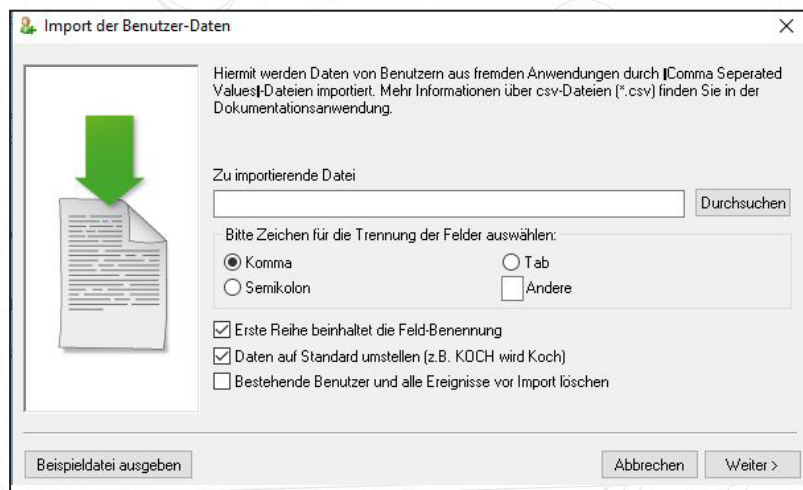 Import der Benutzer-Daten
Hiermit werden Daten von Benutzern aus fremden Anwendungen durch |Comma Seperated
Values|-Dateien importiert. Mehr Informationen über csv-Dateien (*.csv) finden Sie in der
Dokumentationsanwendung.
Zu importierende Datei
Durchsuchen
Bitte Zeichen für die Trennung der Felder auswählen:
Komma Tab
Semikolon Andere
Erste Reihe beinhaltet die Feld-Benennung
Daten auf Standard umstellen (z.B. KOCH wird Koch)
Bestehende Benutzer und alle Ereignisse vor Import löschen
Beispieldatei ausgeben Abbrechen Weiter >